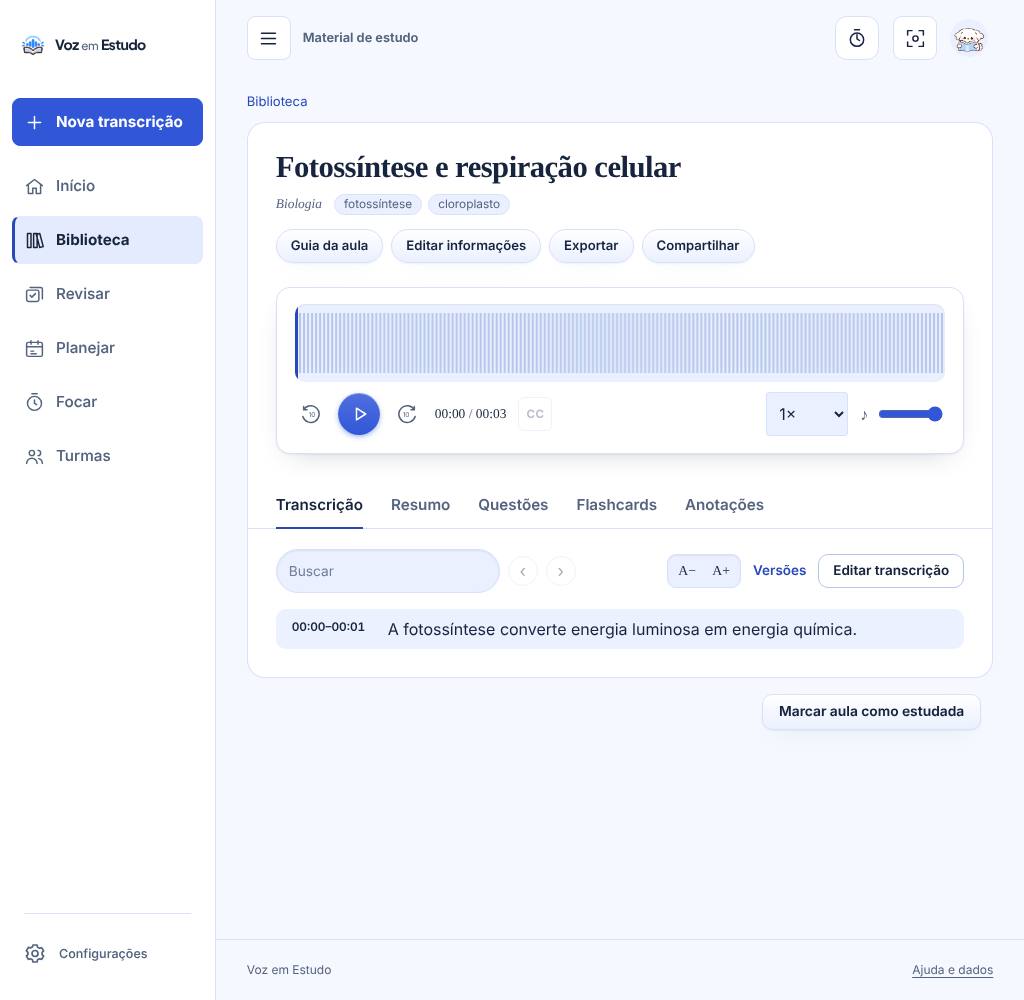 Voz em Estudo
Material de estudo
Nova transcrição
Início
Biblioteca
Revisar
Planejar
Focar
Turmas
Configurações
Biblioteca
Fotossíntese e respiração celular
Biologia fotossíntese cloroplasto
Guia da aula Editar informações Exportar Compartilhar
10 10 00:00 / 00:03 CC 1×
Transcrição Resumo Questões Flashcards Anotações
Buscar ‹ › A− A+ Versões Editar transcrição
00:00–00:01 A fotossíntese converte energia luminosa em energia química.
Marcar aula como estudada
Voz em Estudo Ajuda e dados